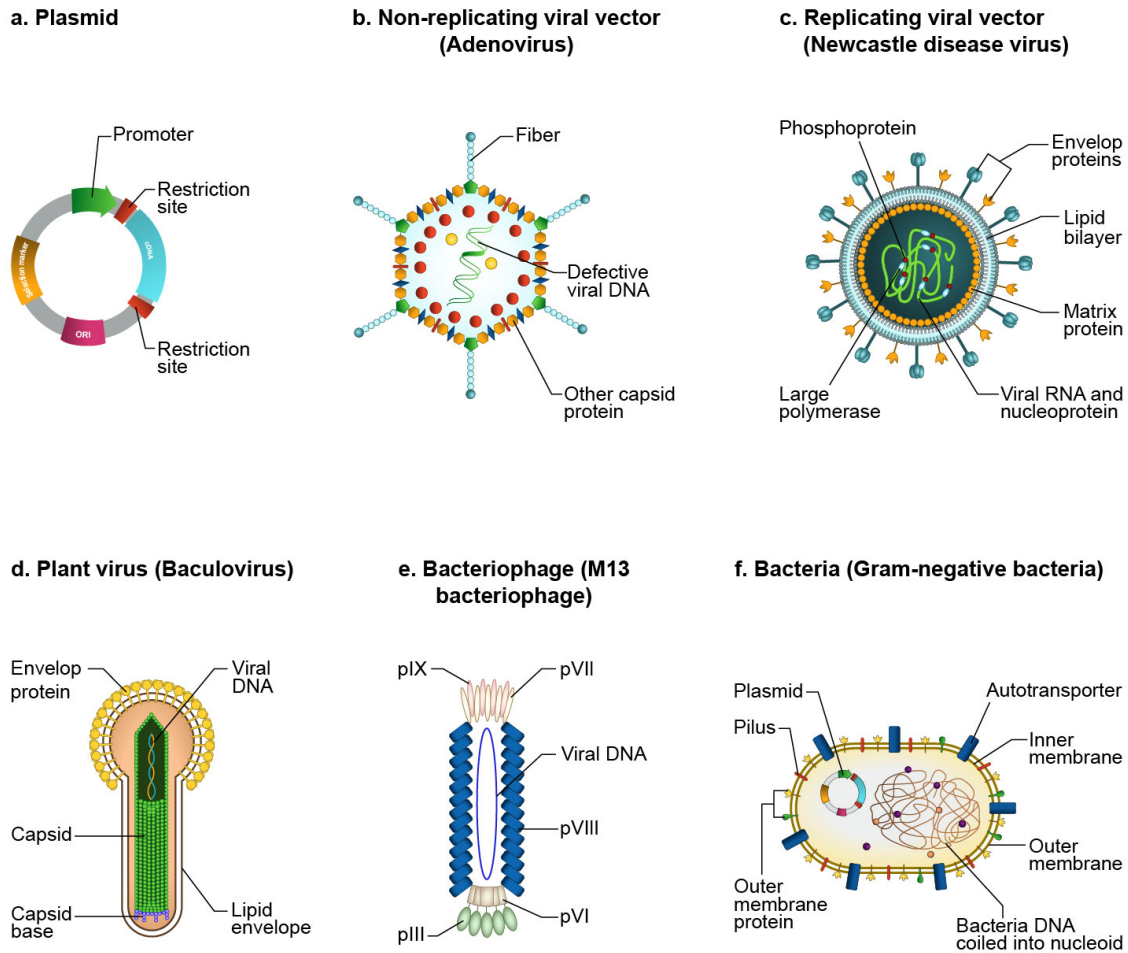 a. Plasmid
Promoter
Restriction
site
cDNA
Selection marker
ORI
Restriction
site
b. Non-replicating viral vector
(Adenovirus)
Fiber
Defective
viral DNA
Other capsid
protein
c. Replicating viral vector
(Newcastle disease virus)
Phosphoprotein
Envelop
proteins
Lipid
bilayer
Matrix
protein
Large
polymerase
Viral RNA and
nucleoprotein
d. Plant virus (Baculovirus)
Envelop
protein
Viral
DNA
Capsid
Capsid
base
Lipid
envelope
e. Bacteriophage (M13
bacteriophage)
pIX
pVII
Viral DNA
pVIII
pVI
pIII
f. Bacteria (Gram-negative bacteria)
Plasmid
Autotransporter
Pilus
Inner
membrane
Outer
membrane
Outer
membrane
protein
Bacteria DNA
coiled into nucleoid